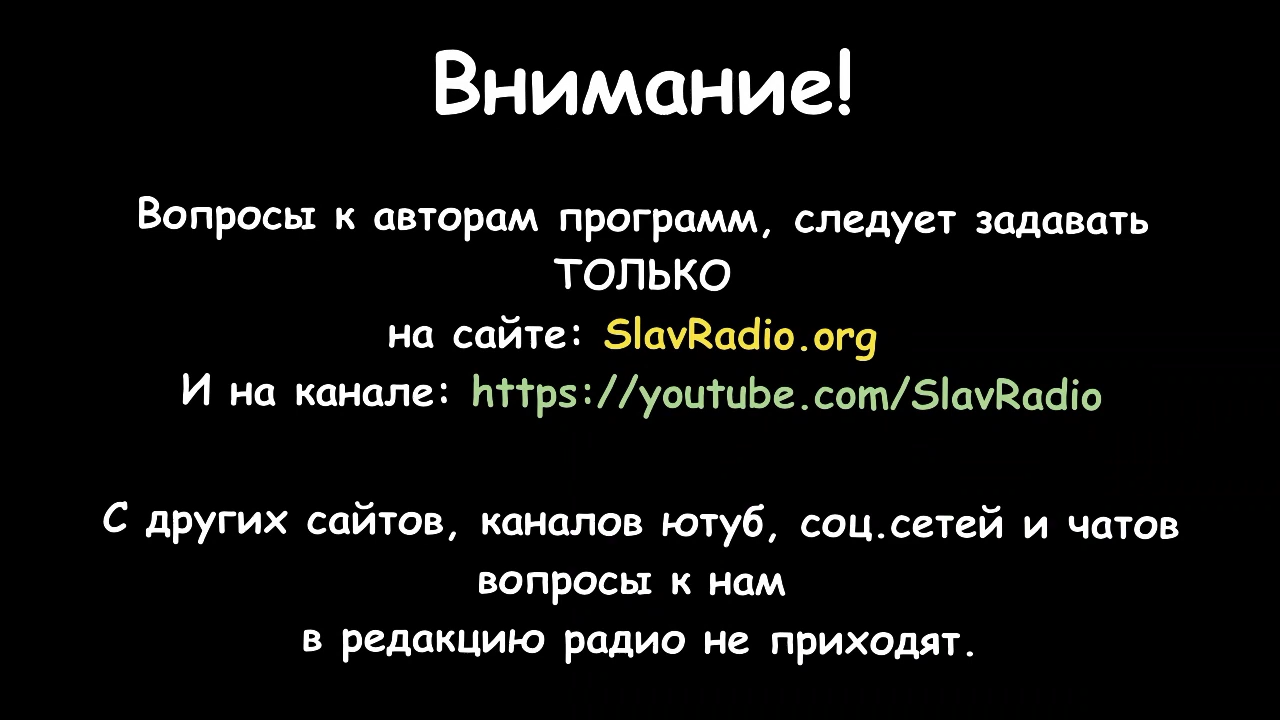 Внимание!
Вопросы к авторам программ, следует задавать
ТОЛЬКО
на сайте: SlavRadio.org
И на канале: https://youtube.com/SlavRadio
С других сайтов, каналов ютуб, соц.сетей и чатов
вопросы к нам
в редакцию радио не приходят.